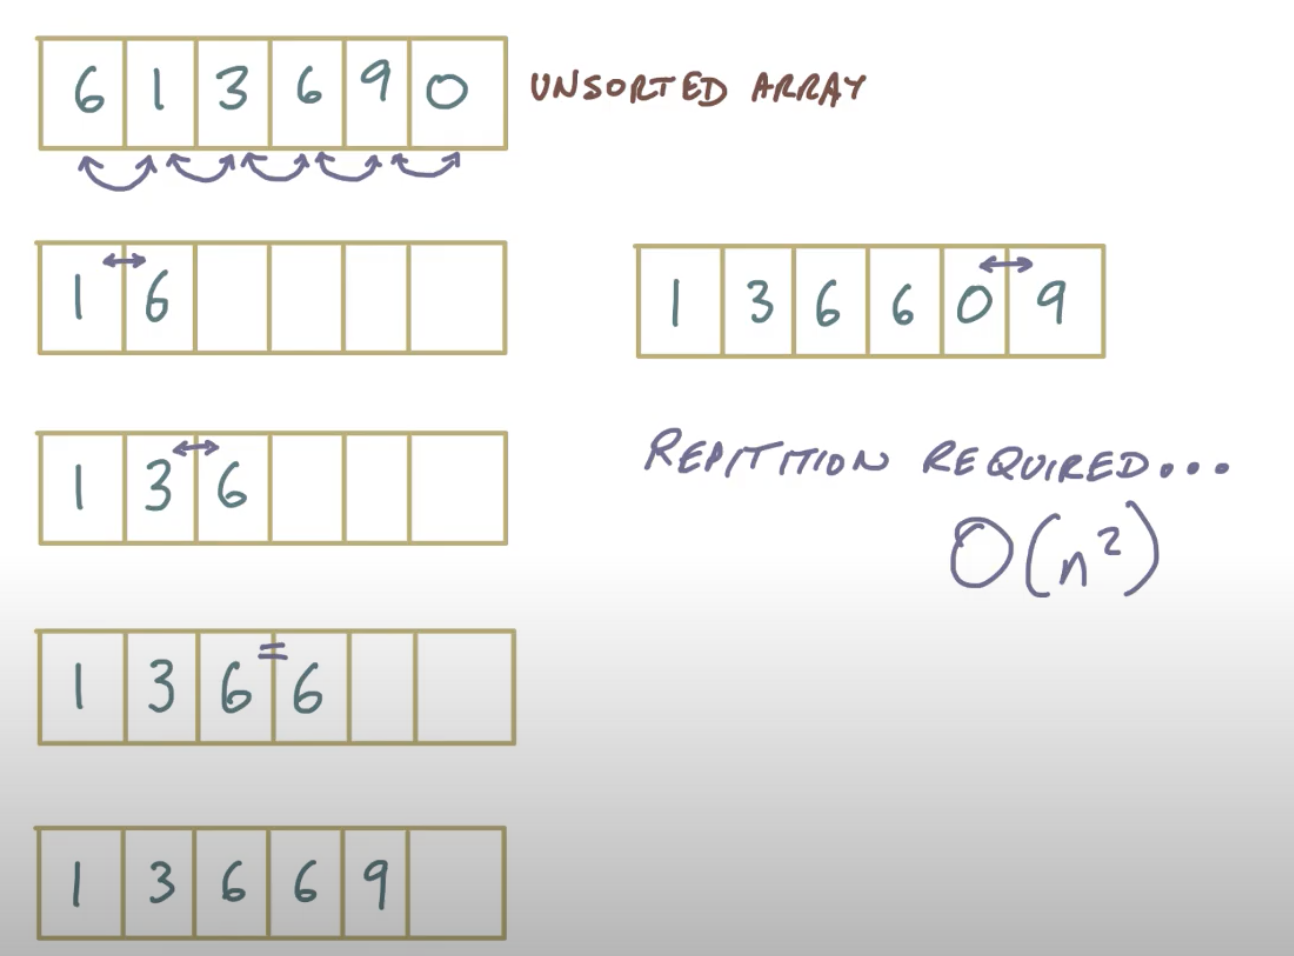 6 1 3 6 9 0 UNSORTED ARRAY
1 6
1 3 6
1 3 6 = 6
1 3 6 6 9
1 3 6 6 0 9
REPITITION REQUIRED...
O(n²)